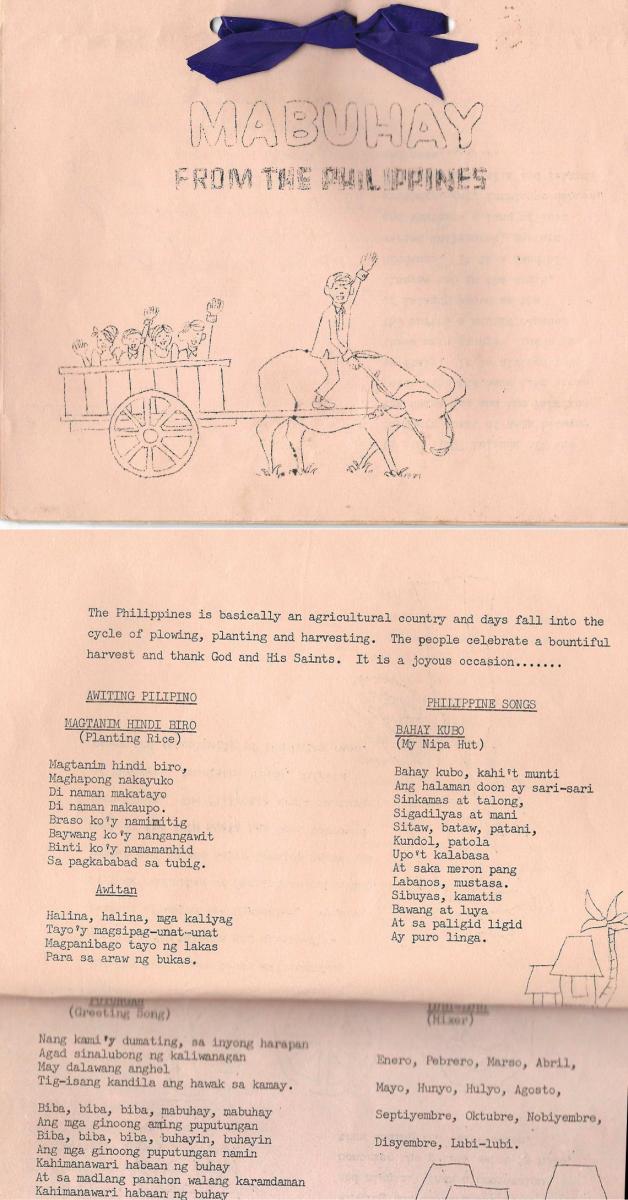 MABUHAY
FROM THE PHILIPPINES
The Philippines is basically an agricultural country and days fall into the
cycle of plowing, planting and harvesting. The people celebrate a bountiful
harvest and thank God and His Saints. It is a joyous occasion.......
AWITING PILIPINO
MAGTANIM HINDI BIRO
(Planting Rice)
Magtanim hindi biro,
Maghapong nakayuko
Di naman makatayo
Di naman makaupo.
Braso ko'y namimitig
Baywang ko'y nangangawit
Binti ko'y namamanhid
Sa pagkababad sa tubig.
Awitan
Halina, halina, mga kaliyag
Tayo'y magsipag-unat-unat
Magpanibago tayo ng lakas
Para sa araw ng bukas.
PHILIPPINE SONGS
BAHAY KUBO
(My Nipa Hut)
Bahay kubo, kahi't munti
Ang halaman doon ay sari-sari
Sinkamas at talong,
Sigadilyas at mani
Sitaw, bataw, patani,
Kundol, patola
Upo't kalabasa
At saka meron pang
Labanos, mustasa.
Sibuyas, kamatis
Bawang at luya
At sa paligid ligid
Ay puro linga.
(Greeting Song)
Nang kami'y dumating, sa inyong harapan
Agad sinalubong ng kaliwanagan
May dalawang anghel
Tig-isang kandila ang hawak sa kamay.
Biba, biba, biba, mabuhay, mabuhay
Ang mga ginoong aming puputungan
Biba, biba, biba, buhayin, buhayin
Ang mga ginoong puputungan namin
Kahimanawari habaan ng buhay
At sa madlang panahon walang karamdaman
Kahimanawari habaan ng buhay
(Mixer)
Enero, Pebrero, Marso, Abril,
Mayo, Hunyo, Hulyo, Agosto,
Septiyembre, Oktubre, Nobiyembre,
Disyembre, Lubi-lubi.